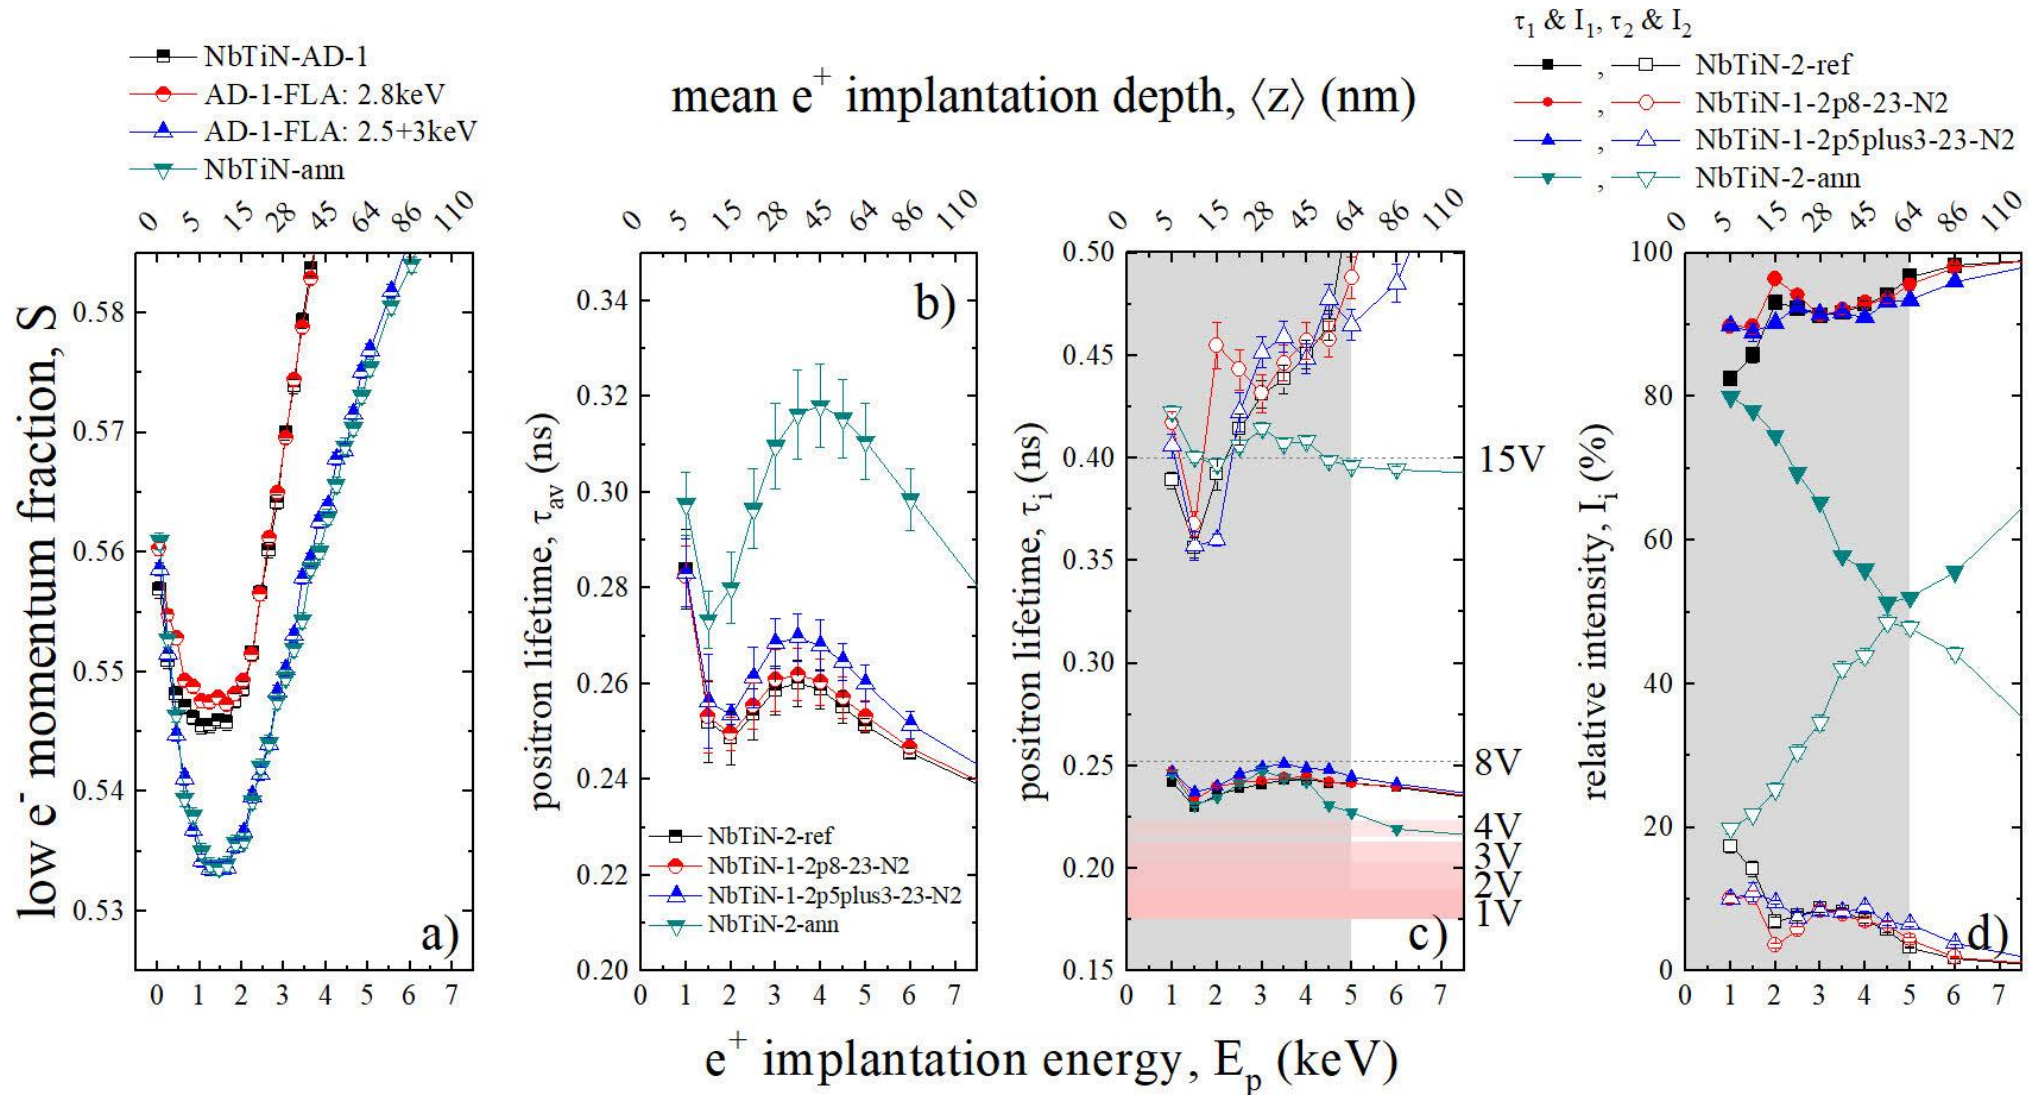 NbTiN-AD-1
AD-1-FLA: 2.8keV
AD-1-FLA: 2.5+3keV
NbTiN-ann
mean e⁺ implantation depth, ⟨z⟩ (nm)
τ₁ & I₁, τ₂ & I₂
, NbTiN-2-ref
, NbTiN-1-2p8-23-N2
, NbTiN-1-2p5plus3-23-N2
, NbTiN-2-ann
0 5 15 28 45 64 86 110
low e⁻ momentum fraction, S
0.58
0.57
0.56
0.55
0.54
0.53
a)
0 1 2 3 4 5 6 7
0 5 15 28 45 64 86 110
positron lifetime, τav (ns)
0.34
0.32
0.30
0.28
0.26
0.24
0.22
0.20
b)
NbTiN-2-ref
NbTiN-1-2p8-23-N2
NbTiN-1-2p5plus3-23-N2
NbTiN-2-ann
0 1 2 3 4 5 6 7
0 5 15 28 45 64 86 110
positron lifetime, τᵢ (ns)
0.50
0.45
0.40
0.35
0.30
0.25
0.20
0.15
15V
8V
4V
3V
2V
1V
c)
0 1 2 3 4 5 6 7
0 5 15 28 45 64 86 110
relative intensity, Iᵢ (%)
100
80
60
40
20
0
d)
0 1 2 3 4 5 6 7
e⁺ implantation energy, Eₚ (keV)